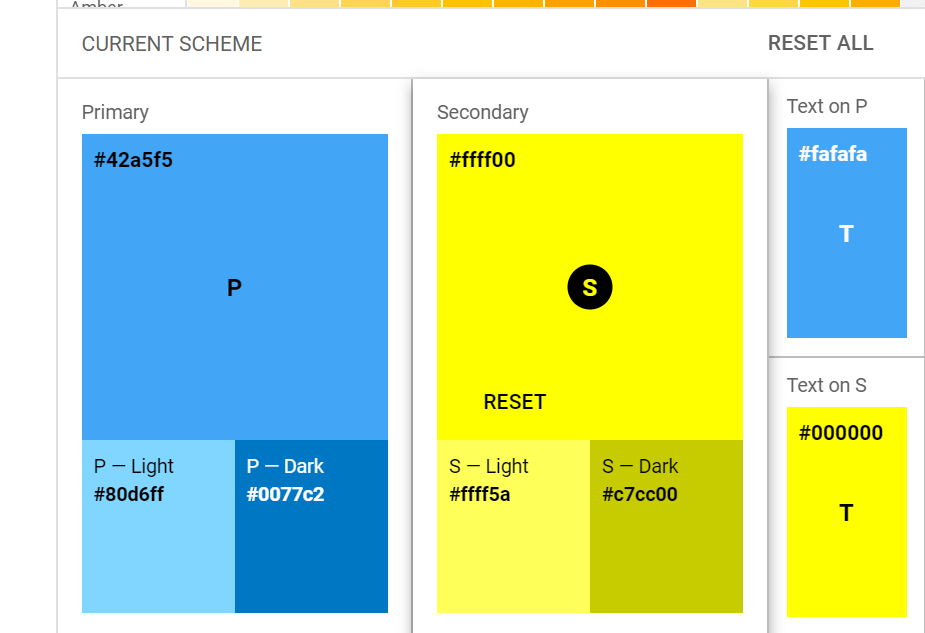 Amber
CURRENT SCHEME
RESET ALL
Primary
#42a5f5
P
P — Light
#80d6ff
P — Dark
#0077c2
Secondary
#ffff00
S
RESET
S — Light
#ffff5a
S — Dark
#c7cc00
Text on P
#fafafa
T
Text on S
#000000
T